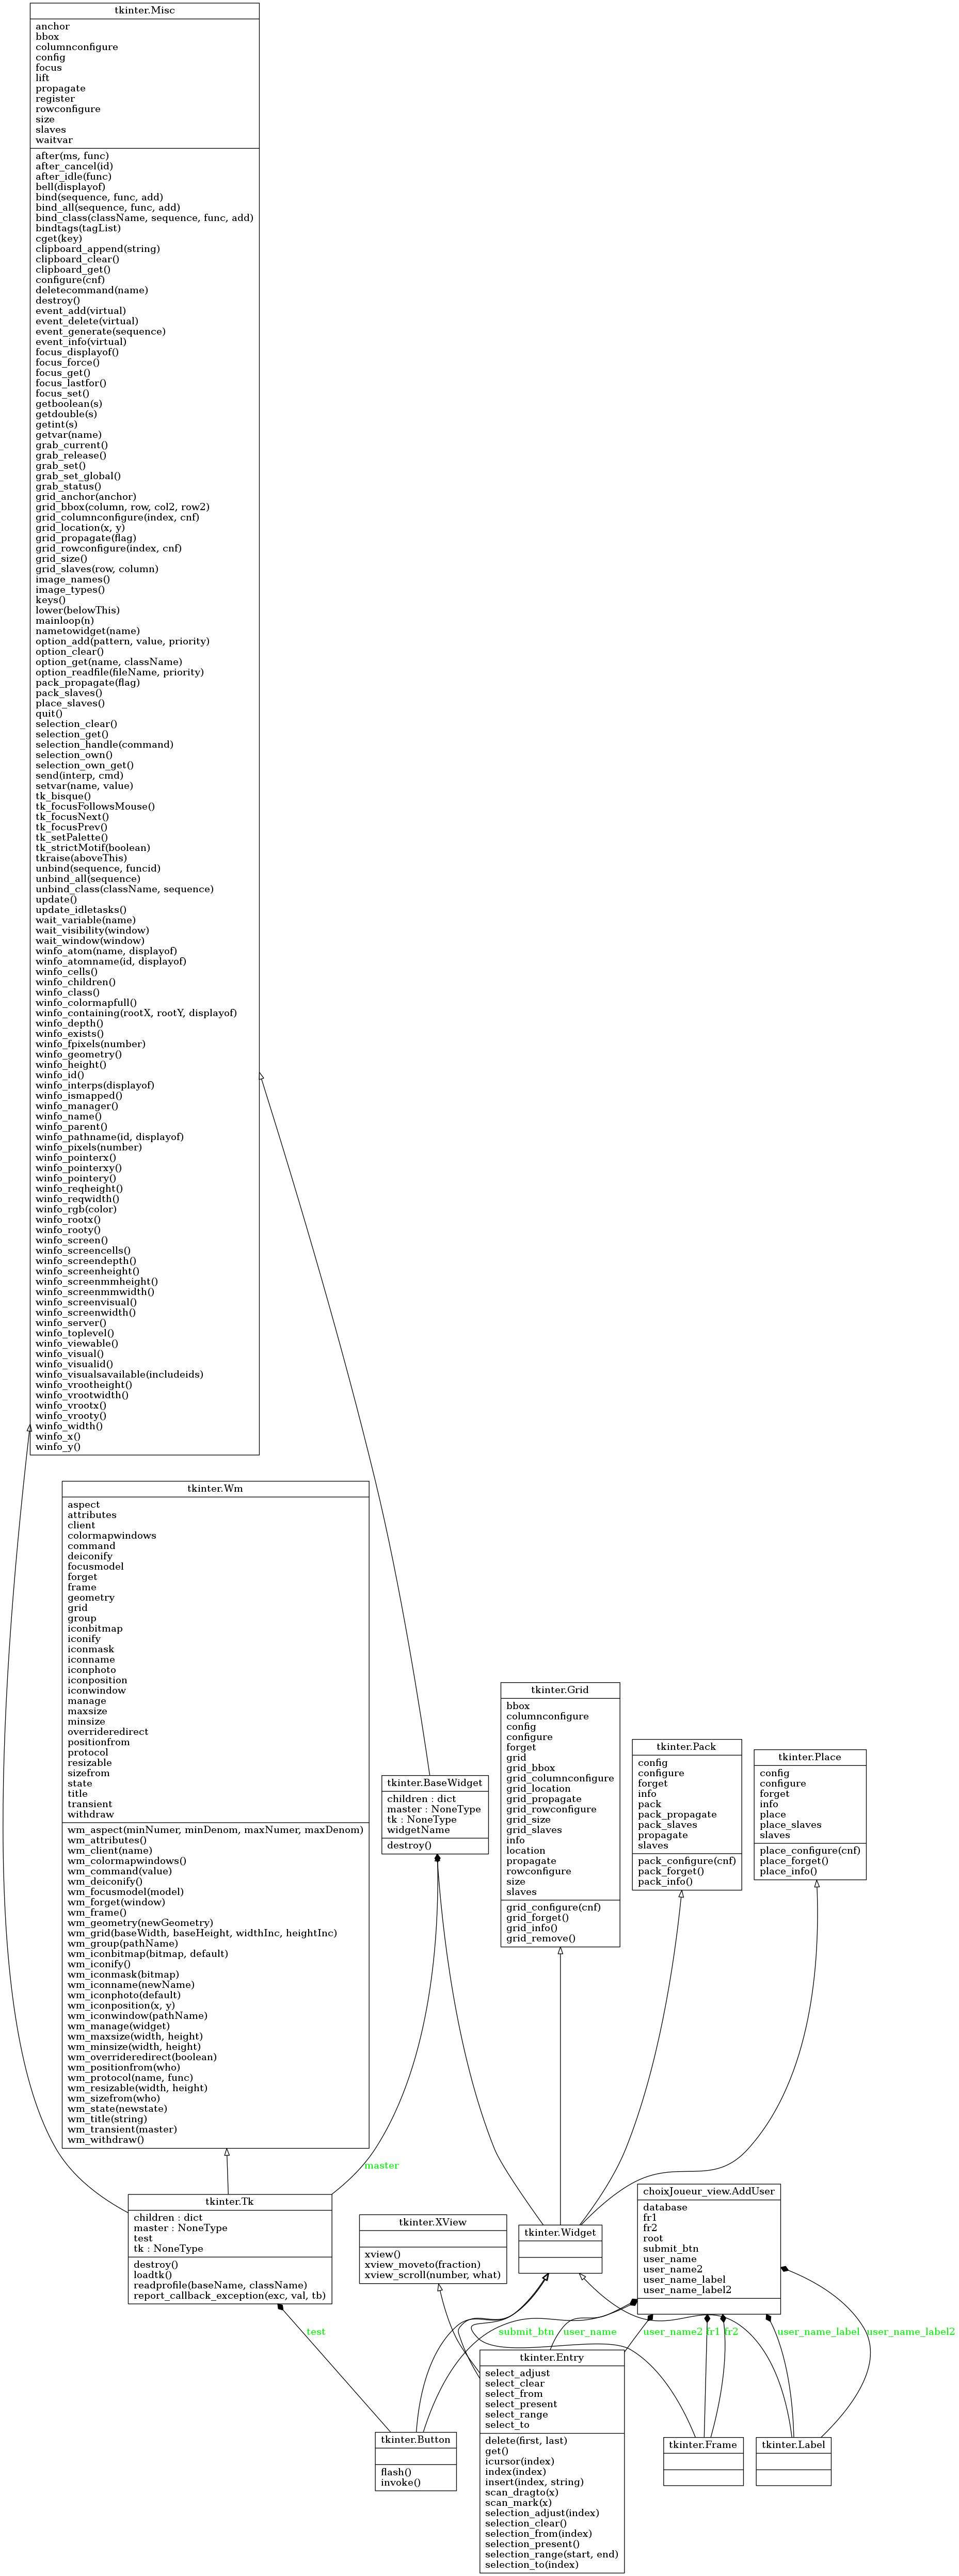 tkinter.Misc
anchor
bbox
columnconfigure
config
focus
lift
propagate
register
rowconfigure
size
slaves
waitvar
after(ms, func)
after_cancel(id)
after_idle(func)
bell(displayof)
bind(sequence, func, add)
bind_all(sequence, func, add)
bind_class(className, sequence, func, add)
bindtags(tagList)
cget(key)
clipboard_append(string)
clipboard_clear()
clipboard_get()
configure(cnf)
deletecommand(name)
destroy()
event_add(virtual)
event_delete(virtual)
event_generate(sequence)
event_info(virtual)
focus_displayof()
focus_force()
focus_get()
focus_lastfor()
focus_set()
getboolean(s)
getdouble(s)
getint(s)
getvar(name)
grab_current()
grab_release()
grab_set()
grab_set_global()
grab_status()
grid_anchor(anchor)
grid_bbox(column, row, col2, row2)
grid_columnconfigure(index, cnf)
grid_location(x, y)
grid_propagate(flag)
grid_rowconfigure(index, cnf)
grid_size()
grid_slaves(row, column)
image_names()
image_types()
keys()
lower(belowThis)
mainloop(n)
nametowidget(name)
option_add(pattern, value, priority)
option_clear()
option_get(name, className)
option_readfile(fileName, priority)
pack_propagate(flag)
pack_slaves()
place_slaves()
quit()
selection_clear()
selection_get()
selection_handle(command)
selection_own()
selection_own_get()
send(interp, cmd)
setvar(name, value)
tk_bisque()
tk_focusFollowsMouse()
tk_focusNext()
tk_focusPrev()
tk_setPalette()
tk_strictMotif(boolean)
tkraise(aboveThis)
unbind(sequence, funcid)
unbind_all(sequence)
unbind_class(className, sequence)
update()
update_idletasks()
wait_variable(name)
wait_visibility(window)
wait_window(window)
winfo_atom(name, displayof)
winfo_atomname(id, displayof)
winfo_cells()
winfo_children()
winfo_class()
winfo_colormapfull()
winfo_containing(rootX, rootY, displayof)
winfo_depth()
winfo_exists()
winfo_fpixels(number)
winfo_geometry()
winfo_height()
winfo_id()
winfo_interps(displayof)
winfo_ismapped()
winfo_manager()
winfo_name()
winfo_parent()
winfo_pathname(id, displayof)
winfo_pixels(number)
winfo_pointerx()
winfo_pointerxy()
winfo_pointery()
winfo_reqheight()
winfo_reqwidth()
winfo_rgb(color)
winfo_rootx()
winfo_rooty()
winfo_screen()
winfo_screencells()
winfo_screendepth()
winfo_screenheight()
winfo_screenmmheight()
winfo_screenmmwidth()
winfo_screenvisual()
winfo_screenwidth()
winfo_server()
winfo_toplevel()
winfo_viewable()
winfo_visual()
winfo_visualid()
winfo_visualsavailable(includeids)
winfo_vrootheight()
winfo_vrootwidth()
winfo_vrootx()
winfo_vrooty()
winfo_width()
winfo_x()
winfo_y()
tkinter.Wm
aspect
attributes
client
colormapwindows
command
deiconify
focusmodel
forget
frame
geometry
grid
group
iconbitmap
iconify
iconmask
iconname
iconphoto
iconposition
iconwindow
manage
maxsize
minsize
overrideredirect
positionfrom
protocol
resizable
sizefrom
state
title
transient
withdraw
wm_aspect(minNumer, minDenom, maxNumer, maxDenom)
wm_attributes()
wm_client(name)
wm_colormapwindows()
wm_command(value)
wm_deiconify()
wm_focusmodel(model)
wm_forget(window)
wm_frame()
wm_geometry(newGeometry)
wm_grid(baseWidth, baseHeight, widthInc, heightInc)
wm_group(pathName)
wm_iconbitmap(bitmap, default)
wm_iconify()
wm_iconmask(bitmap)
wm_iconname(newName)
wm_iconphoto(default)
wm_iconposition(x, y)
wm_iconwindow(pathName)
wm_manage(widget)
wm_maxsize(width, height)
wm_minsize(width, height)
wm_overrideredirect(boolean)
wm_positionfrom(who)
wm_protocol(name, func)
wm_resizable(width, height)
wm_sizefrom(who)
wm_state(newstate)
wm_title(string)
wm_transient(master)
wm_withdraw()
tkinter.BaseWidget
children : dict
master : NoneType
tk : NoneType
widgetName
destroy()
tkinter.Grid
bbox
columnconfigure
config
configure
forget
grid
grid_bbox
grid_columnconfigure
grid_location
grid_propagate
grid_rowconfigure
grid_size
grid_slaves
info
location
propagate
rowconfigure
size
slaves
grid_configure(cnf)
grid_forget()
grid_info()
grid_remove()
tkinter.Pack
config
configure
forget
info
pack
pack_propagate
pack_slaves
propagate
slaves
pack_configure(cnf)
pack_forget()
pack_info()
tkinter.Place
config
configure
forget
info
place
place_slaves
slaves
place_configure(cnf)
place_forget()
place_info()
master
tkinter.Tk
children : dict
master : NoneType
test
tk : NoneType
destroy()
loadtk()
readprofile(baseName, className)
report_callback_exception(exc, val, tb)
tkinter.XView
xview()
xview_moveto(fraction)
xview_scroll(number, what)
tkinter.Widget
choixJoueur_view.AddUser
database
fr1
fr2
root
submit_btn
user_name
user_name2
user_name_label
user_name_label2
test
submit_btn
user_name
user_name2
fr1
fr2
user_name_label
user_name_label2
tkinter.Button
flash()
invoke()
tkinter.Entry
select_adjust
select_clear
select_from
select_present
select_range
select_to
delete(first, last)
get()
icursor(index)
index(index)
insert(index, string)
scan_dragto(x)
scan_mark(x)
selection_adjust(index)
selection_clear()
selection_from(index)
selection_present()
selection_range(start, end)
selection_to(index)
tkinter.Frame
tkinter.Label